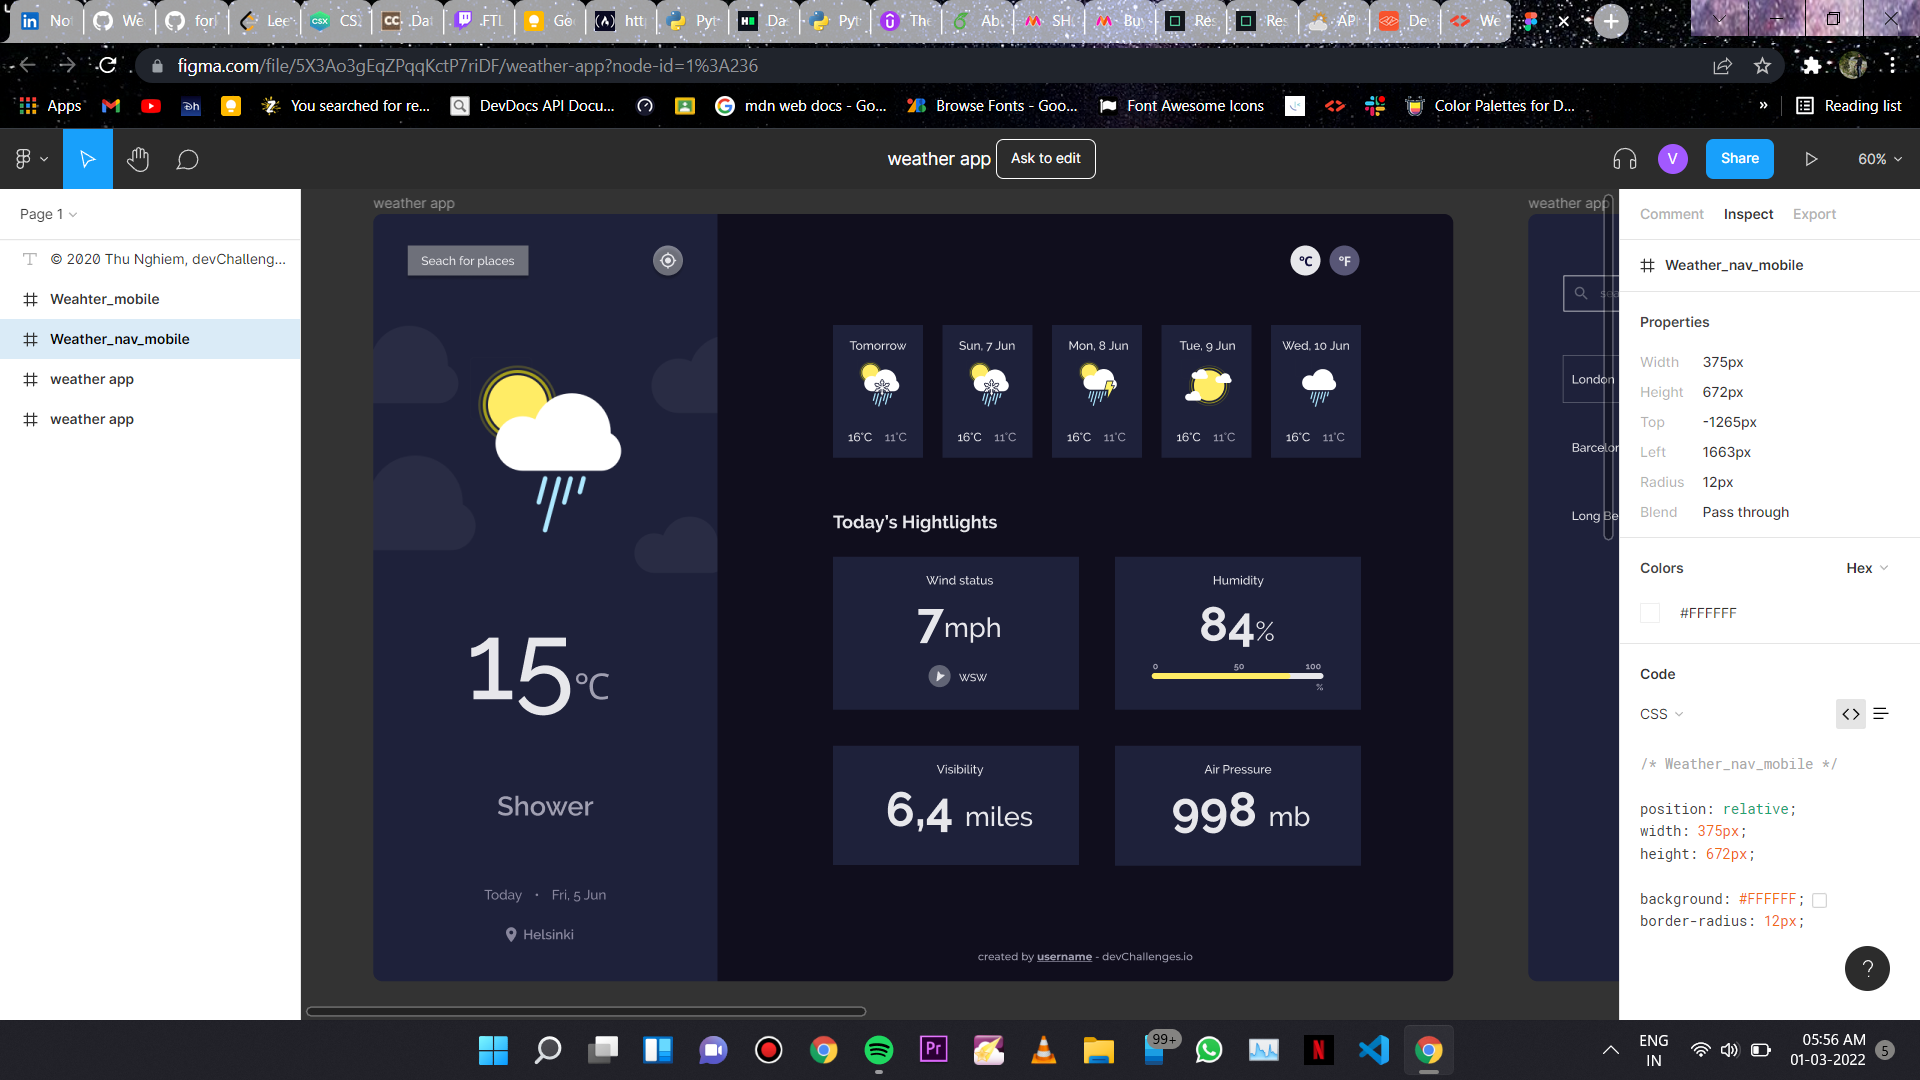 No
We
for
Lee
CS
Da
FTL
Go
htt
Pyt
Da
Pyt
The
Ab
SH
Bu
Res
Res
API
De
We
figma.com/file/5X3Ao3gEqZPqqKctP7riDF/weather-app?node-id=1%3A236
Apps
You searched for re...
DevDocs API Docu...
mdn web docs - Go...
Browse Fonts - Goo...
Font Awesome Icons
Color Palettes for D...
»
Reading list
weather app
Ask to edit
V
Share
60%
Page 1
© 2020 Thu Nghiem, devChalleng...
Weahter_mobile
Weather_nav_mobile
weather app
weather app
weather app
Seach for places
°C
°F
Tomorrow
16°C 11°C
Sun, 7 Jun
16°C 11°C
Mon, 8 Jun
16°C 11°C
Tue, 9 Jun
16°C 11°C
Wed, 10 Jun
16°C 11°C
15°C
Shower
Today • Fri, 5 Jun
Helsinki
Today's Hightlights
Wind status
7mph
WSW
Humidity
84%
0 50 100
%
Visibility
6,4 miles
Air Pressure
998 mb
created by username - devChallenges.io
weather app
sea
London
Barcelon
Long Be
Comment Inspect Export
Weather_nav_mobile
Properties
Width 375px
Height 672px
Top -1265px
Left 1663px
Radius 12px
Blend Pass through
Colors Hex
#FFFFFF
Code
CSS
/* Weather_nav_mobile */
position: relative;
width: 375px;
height: 672px;
background: #FFFFFF;
border-radius: 12px;
?
Pr
99+
N
ENG
IN
05:56 AM
01-03-2022
5